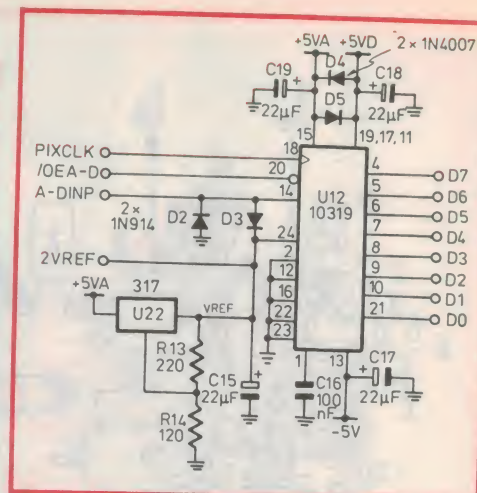 +5VA +5VD 2 × 1N4007
D4
C19 + + C18
22µF D5 22µF
15 19,17,11
PIXCLK 18 4 D7
/OEA-D 20 5 D6
A-DINP 14 U12 6 D5
2× 10319 7 D4
1N914 D2 D3 24 8 D3
2VREF 2 9 D2
12 10 D1
+5VA 317 16 21 D0
U22 VREF 22
23
R13 1 13 + C17
220 C15 + C16 22µF
22µF 100
R14 nF
120 -5V